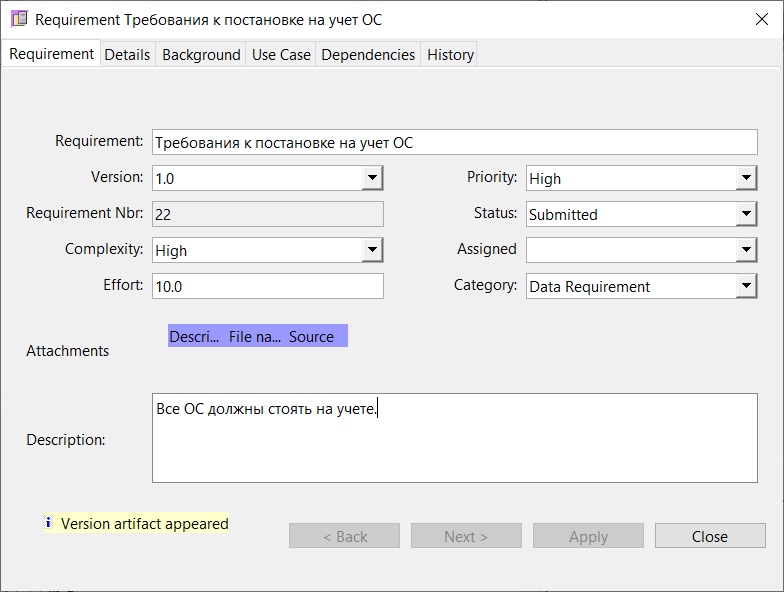 Requirement Требования к постановке на учет ОС
Requirement Details Background Use Case Dependencies History
Requirement: Требования к постановке на учет ОС
Version: 1.0 Priority: High
Requirement Nbr: 22 Status: Submitted
Complexity: High Assigned
Effort: 10.0 Category: Data Requirement
Descri... File na... Source
Attachments
Все ОС должны стоять на учете.
Description:
i Version artifact appeared
< Back Next > Apply Close